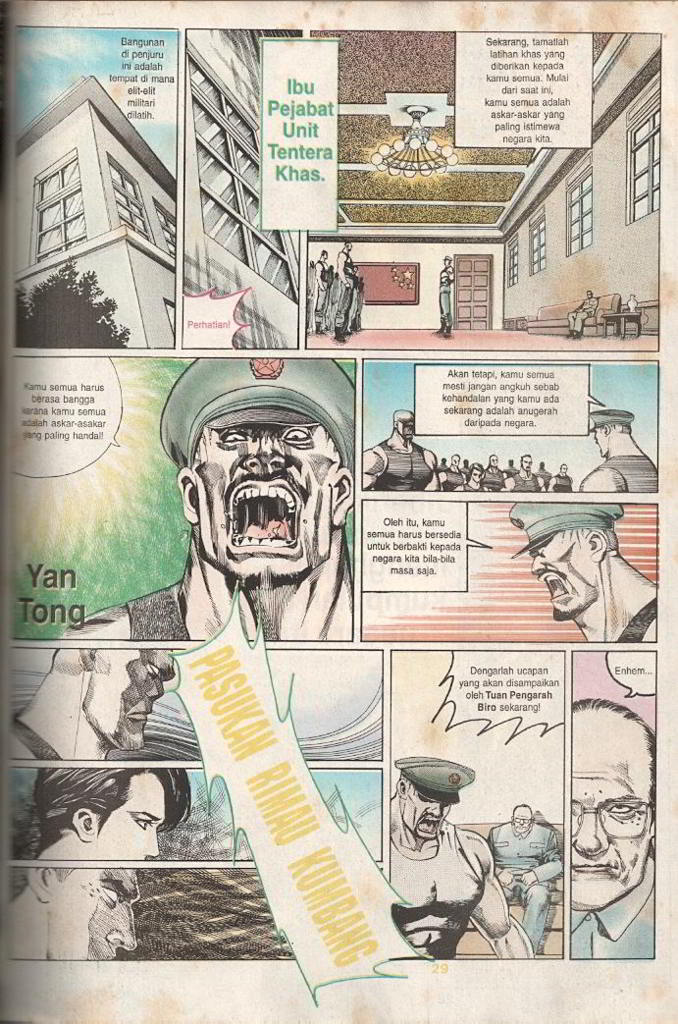 Bangunan
di penjuru
ini adalah
tempat di mana
elit-elit
militari
dilatih.
Ibu
Pejabat
Unit
Tentera
Khas.
Sekarang, tamatlah
latihan khas yang
diberikan kepada
kamu semua. Mulai
dari saat ini,
kamu semua adalah
askar-askar yang
paling istimewa
negara kita.
Perhatian!
Kamu semua harus
berasa bangga
kerana kamu semua
adalah askar-asakar
yang paling handal!
Yan
Tong
Akan tetapi, kamu semua
mesti jangan angkuh sebab
kehandalan yang kamu ada
sekarang adalah anugerah
daripada negara.
Oleh itu, kamu
semua harus bersedia
untuk berbakti kepada
negara kita bila-bila
masa saja.
PASUKAN RIMAU KUMBANG
Dengarlah ucapan
yang akan disampaikan
oleh Tuan Pengarah
Biro sekarang!
Enhem...
29